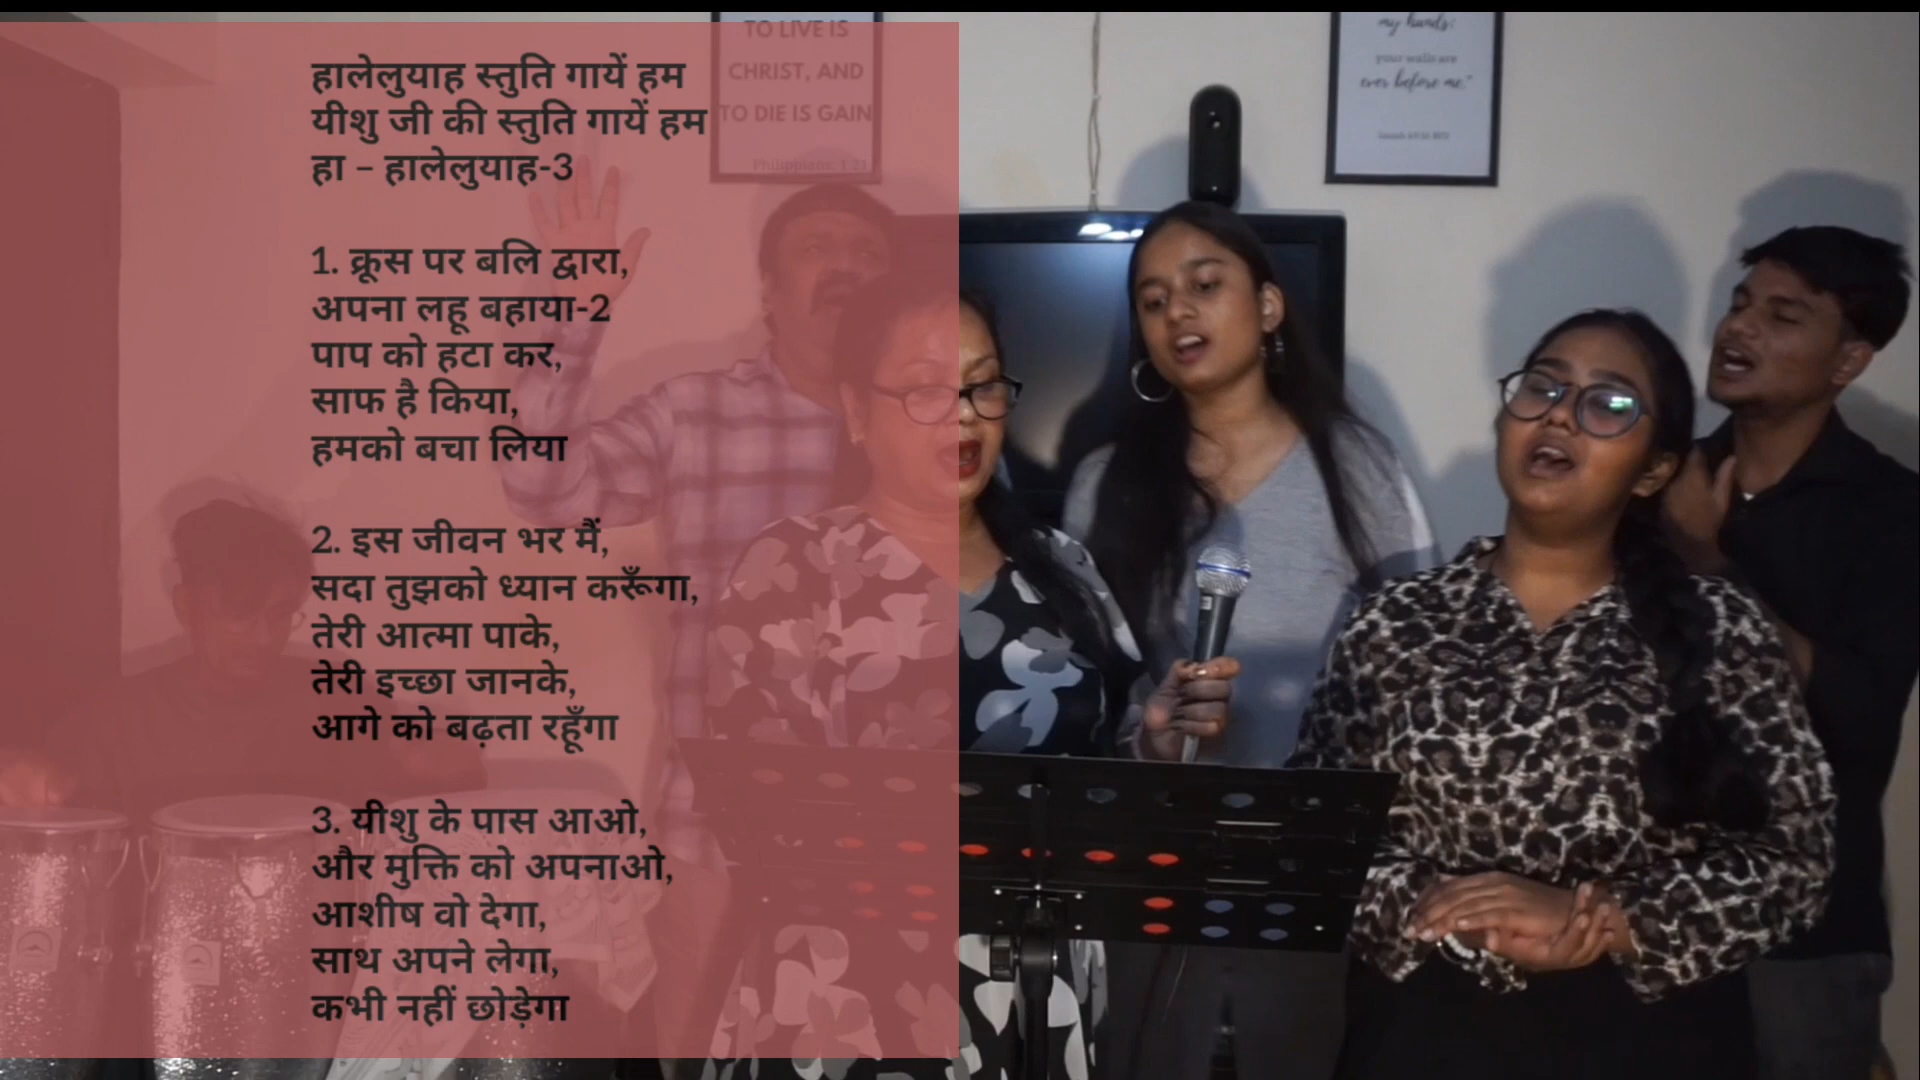 हालेलुयाह स्तुति गायें हम
यीशु जी की स्तुति गायें हम
हा – हालेलुयाह-3
1. क्रूस पर बलि द्वारा,
अपना लहू बहाया-2
पाप को हटा कर,
साफ है किया,
हमको बचा लिया
2. इस जीवन भर मैं,
सदा तुझको ध्यान करूँगा,
तेरी आत्मा पाके,
तेरी इच्छा जानके,
आगे को बढ़ता रहूँगा
3. यीशु के पास आओ,
और मुक्ति को अपनाओ,
आशीष वो देगा,
साथ अपने लेगा,
कभी नहीं छोड़ेगा
TO LIVE IS
CHRIST, AND
TO DIE IS GAIN
Philippians: 1:21
my hands;
your walls are
ever before me."